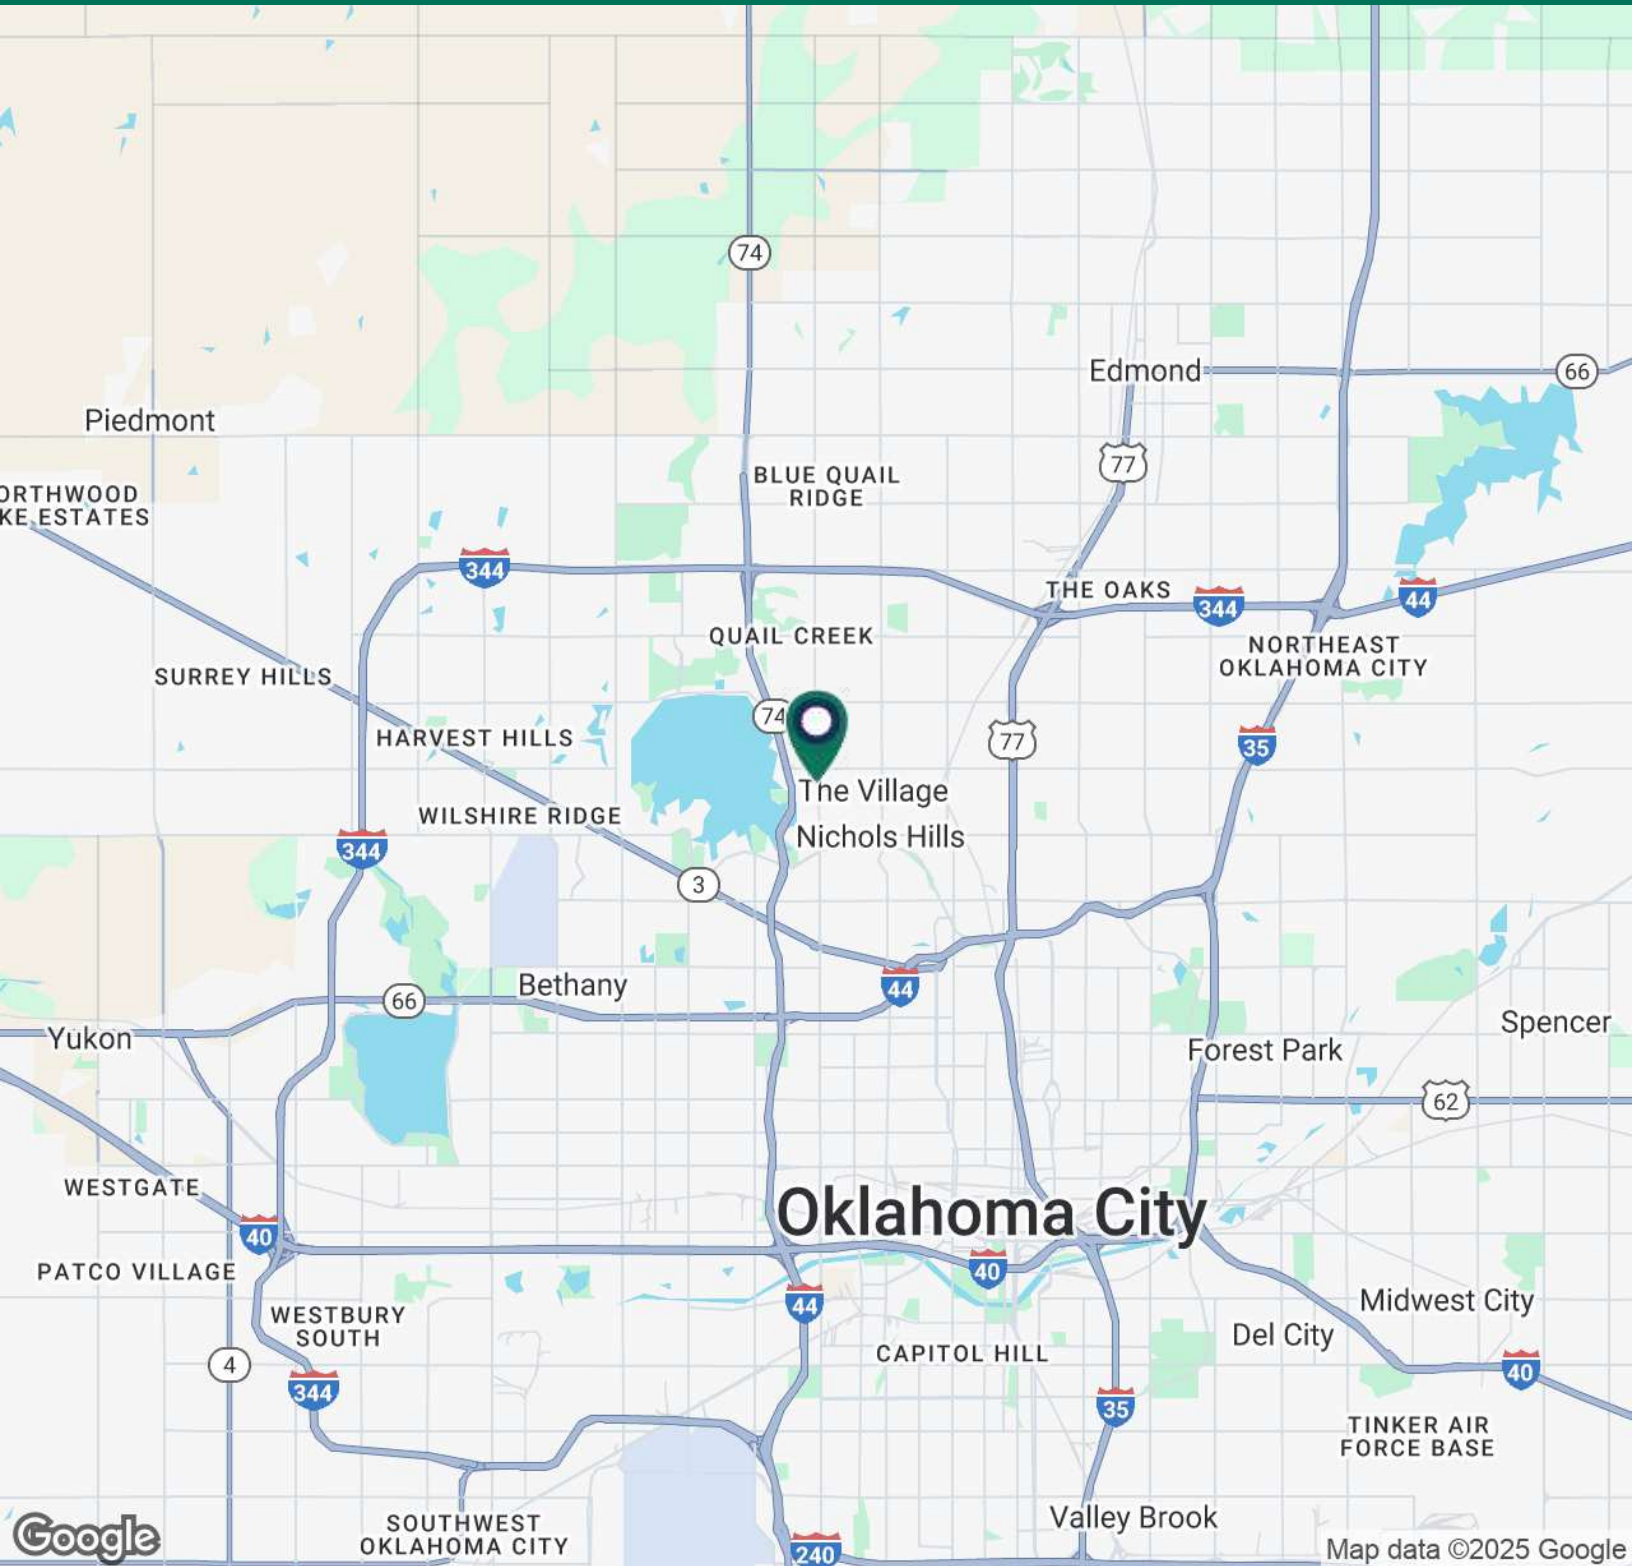 74
Edmond
66
Piedmont
77
BLUE QUAIL
RIDGE
ORTHWOOD
KE ESTATES
344
THE OAKS
344
44
QUAIL CREEK
NORTHEAST
OKLAHOMA CITY
SURREY HILLS
74
HARVEST HILLS
77
35
The Village
WILSHIRE RIDGE
Nichols Hills
344
3
Bethany
44
66
Yukon
Spencer
Forest Park
62
WESTGATE
Oklahoma City
40
PATCO VILLAGE
40
44
Midwest City
WESTBURY
SOUTH
Del City
CAPITOL HILL
4
344
40
35
TINKER AIR
FORCE BASE
Valley Brook
Google
SOUTHWEST
OKLAHOMA CITY
240
Map data ©2025 Google